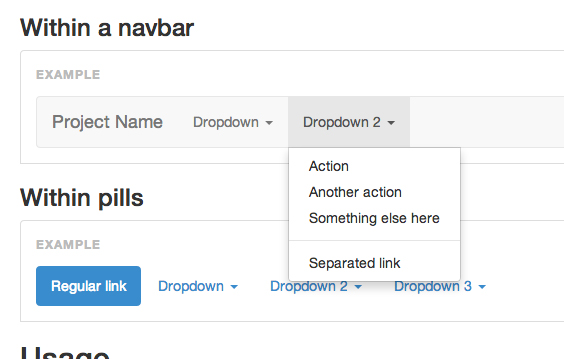 Within a navbar
EXAMPLE
Project Name Dropdown Dropdown 2
Action
Another action
Something else here
Separated link
Within pills
EXAMPLE
Regular link Dropdown Dropdown 2 Dropdown 3
Usage